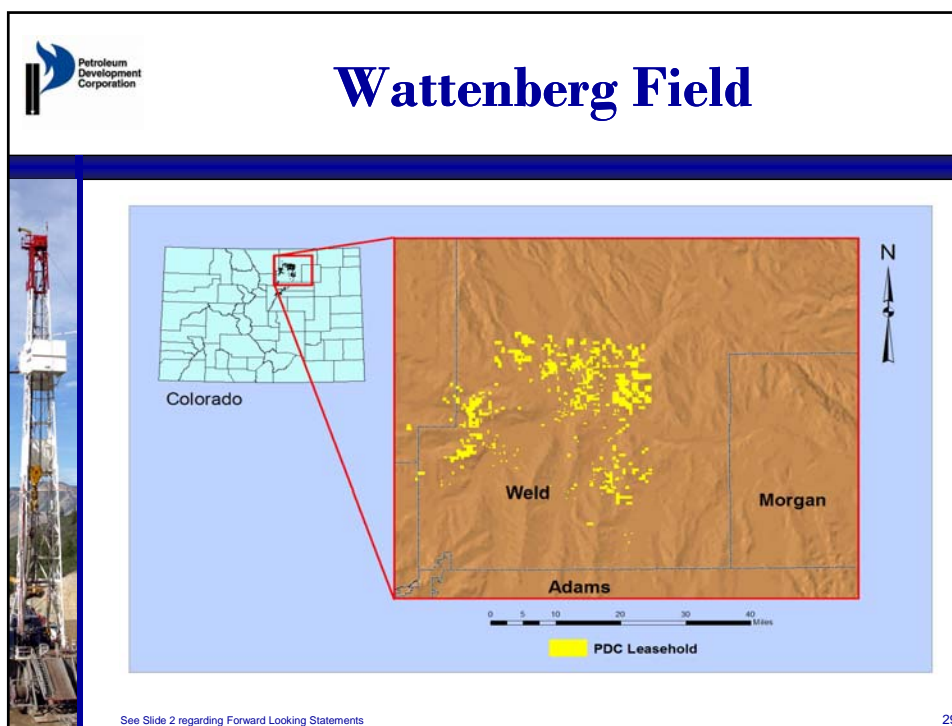 Petroleum
Development
Corporation
Wattenberg Field
N
Colorado
Weld
Morgan
Adams
0 5 10 20 30 40
Miles
PDC Leasehold
See Slide 2 regarding Forward Looking Statements